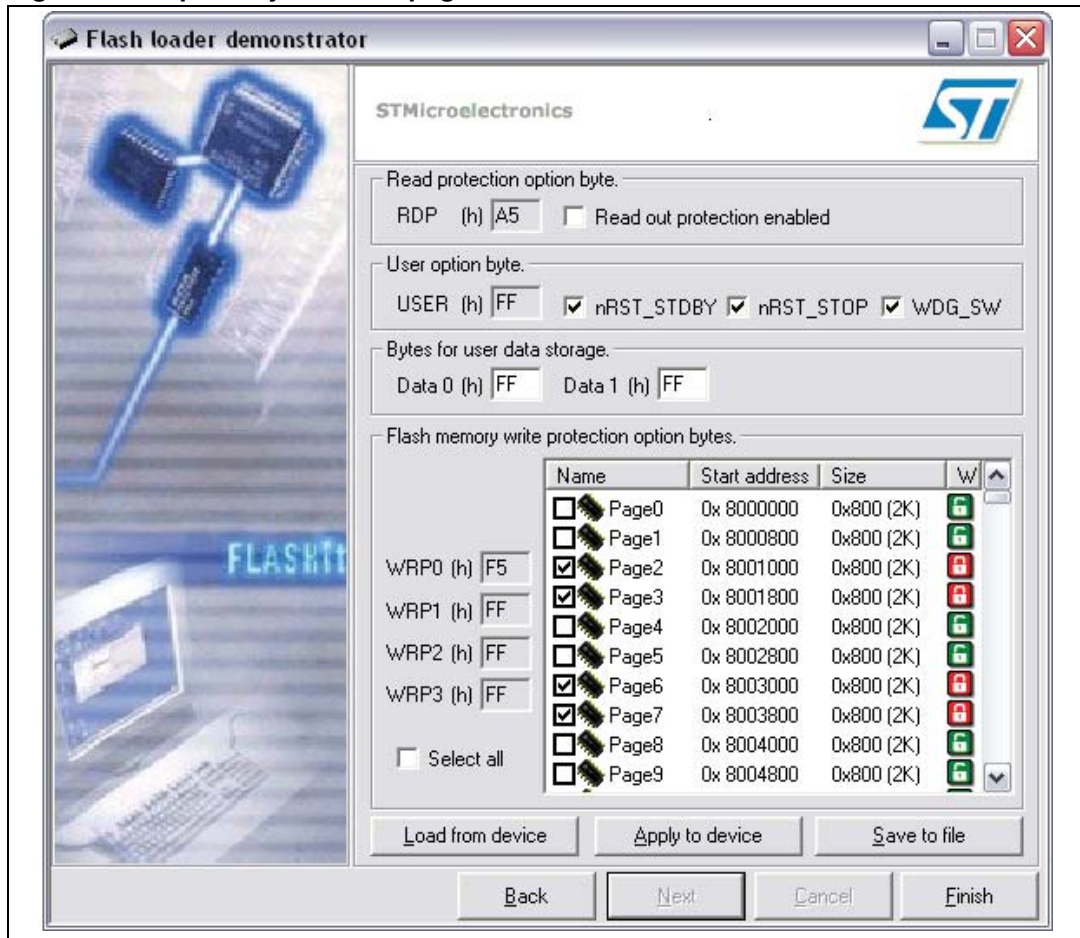 Flash loader demonstrator
STMicroelectronics
ST
Read protection option byte.
RDP (h) A5 Read out protection enabled
User option byte.
USER (h) FF nRST_STDBY nRST_STOP WDG_SW
Bytes for user data storage.
Data 0 (h) FF Data 1 (h) FF
Flash memory write protection option bytes.
Name Start address Size W
Page0 0x 8000000 0x800 (2K)
Page1 0x 8000800 0x800 (2K)
WRP0 (h) F5 Page2 0x 8001000 0x800 (2K)
Page3 0x 8001800 0x800 (2K)
WRP1 (h) FF Page4 0x 8002000 0x800 (2K)
WRP2 (h) FF Page5 0x 8002800 0x800 (2K)
WRP3 (h) FF Page6 0x 8003000 0x800 (2K)
Page7 0x 8003800 0x800 (2K)
Select all Page8 0x 8004000 0x800 (2K)
Page9 0x 8004800 0x800 (2K)
Load from device Apply to device Save to file
Back Next Cancel Finish